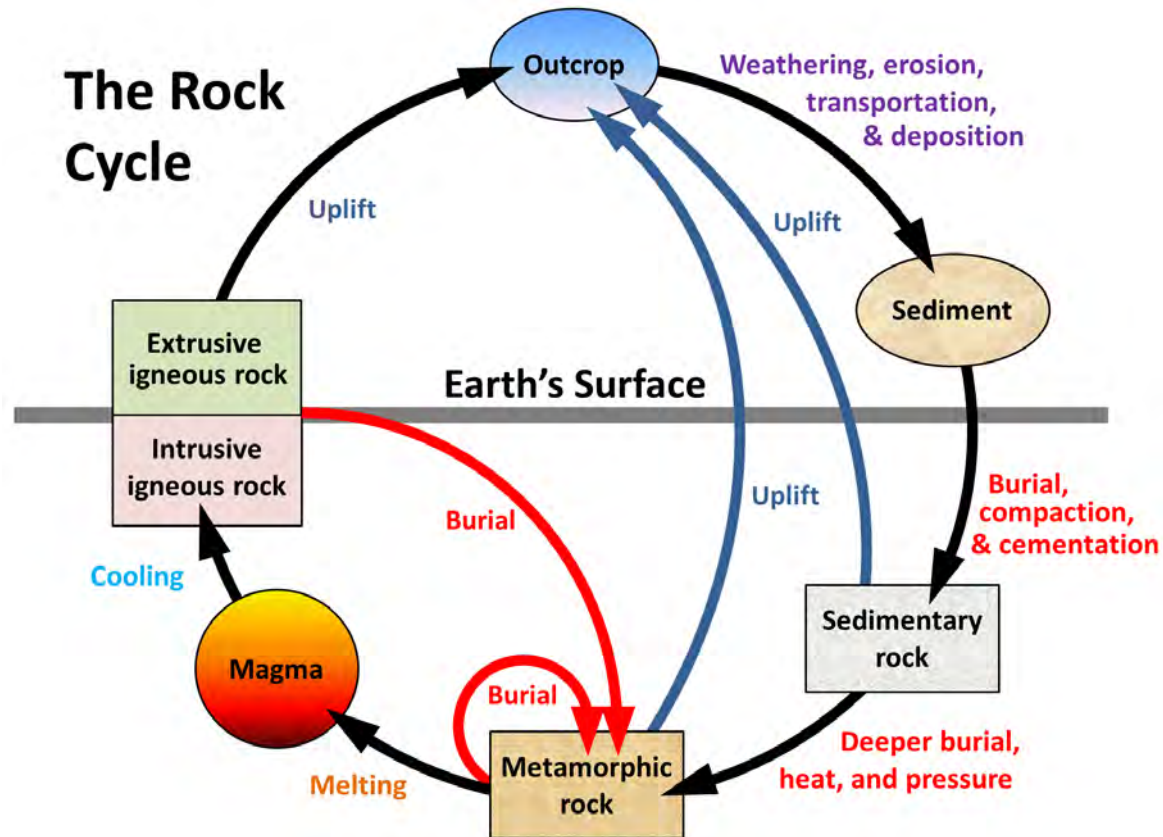 The Rock
Cycle
Outcrop
Weathering, erosion,
transportation,
& deposition
Uplift
Uplift
Sediment
Extrusive
igneous rock
Earth's Surface
Intrusive
igneous rock
Burial
Uplift
Burial,
compaction,
& cementation
Cooling
Sedimentary
rock
Magma
Burial
Deeper burial,
heat, and pressure
Melting
Metamorphic
rock